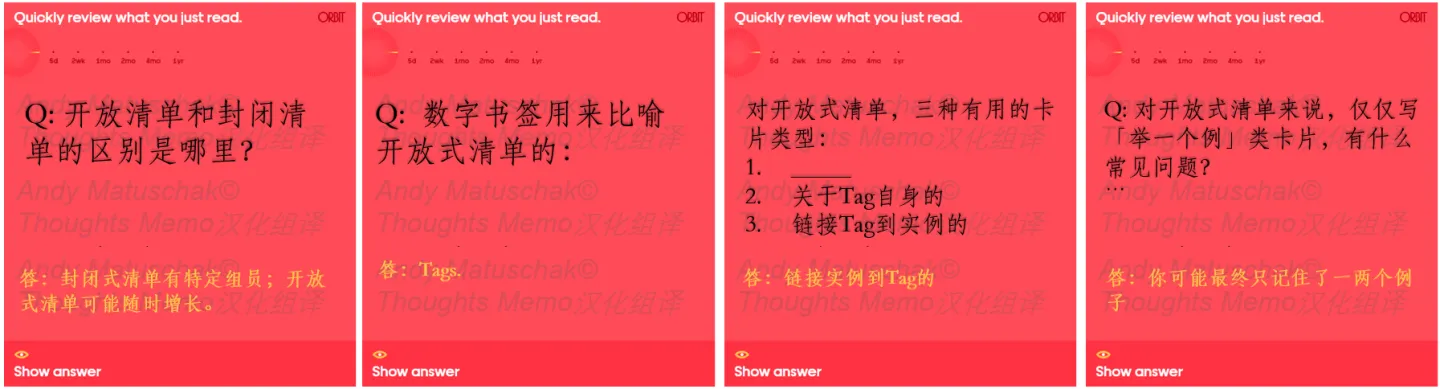 Quickly review what you just read.
ORBIT
5d 2wk 1mo 2mo 4mo 1yr
Andy Matuschak©
Q: 开放清单和封闭清
单的区别是哪里？
Andy Matuschak©
Thoughts Memo汉化组译
Andy Matuschak©
答：封闭式清单有特定组员；开放
式清单可能随时增长。
Thoughts Memo汉化组译
Show answer
Quickly review what you just read.
ORBIT
5d 2wk 1mo 2mo 4mo 1yr
Andy Matuschak©
Q: 数字书签用来比喻
开放式清单的：
Andy Matuschak©
Thoughts Memo汉化组译
Andy Matuschak©
答：Tags.
Thoughts Memo汉化组译
Show answer
Quickly review what you just read.
ORBIT
5d 2wk 1mo 2mo 4mo 1yr
Andy Matuschak©
对开放式清单，三种有用的卡
片类型：
1. _____
Andy Matuschak©
2. 关于Tag自身的
Thoughts Memo汉化组译
3. 链接Tag到实例的
Andy Matuschak©
答：链接实例到Tag的
Thoughts Memo汉化组译
Show answer
Quickly review what you just read.
ORBIT
5d 2wk 1mo 2mo 4mo 1yr
Andy Matuschak©
Q: 对开放式清单来说，仅仅写
「举一个例」类卡片，有什么
常见问题？
…
Andy Matuschak©
Thoughts Memo汉化组译
Andy Matuschak©
答：你可能最终只记住了一两个例
子
Thoughts Memo汉化组译
Show answer